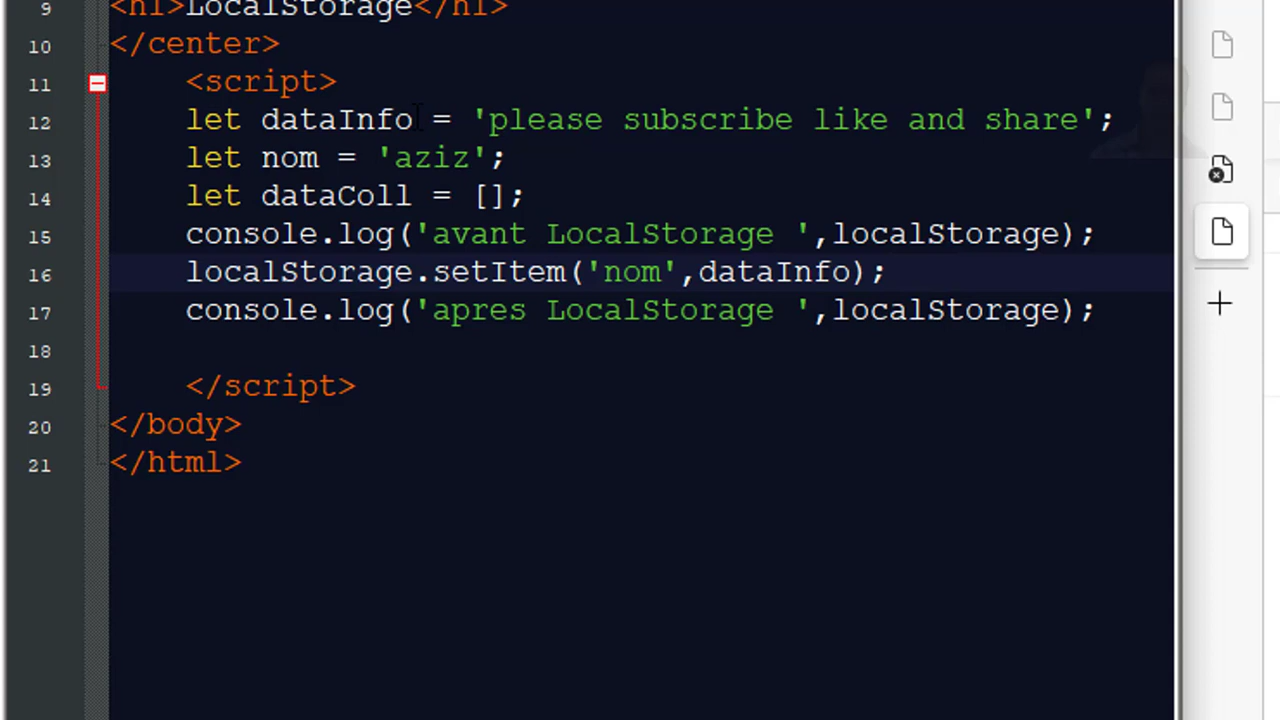 9 <h1>LocalStorage</h1>
10 </center>
11 <script>
12 let dataInfo = 'please subscribe like and share';
13 let nom = 'aziz';
14 let dataColl = [];
15 console.log('avant LocalStorage ',localStorage);
16 localStorage.setItem('nom',dataInfo);
17 console.log('apres LocalStorage ',localStorage);
18
19 </script>
20 </body>
21 </html>